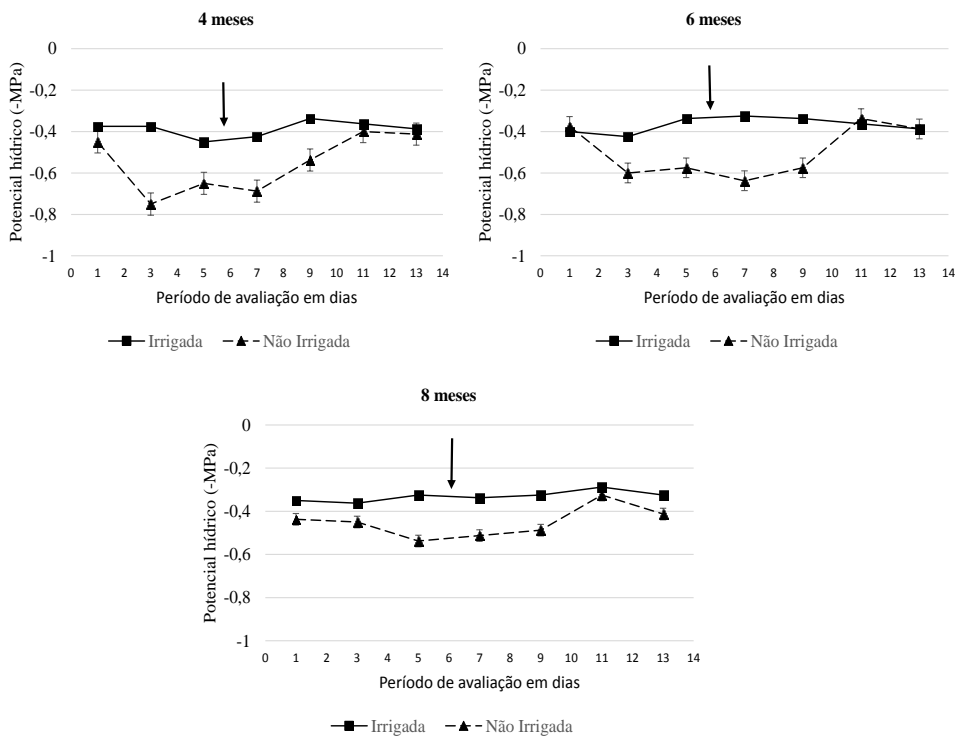 4 meses
Potencial hídrico (-MPa)
0
-0,2
-0,4
-0,6
-0,8
-1
0 1 2 3 4 5 6 7 8 9 10 11 12 13 14
Período de avaliação em dias
Irrigada Não Irrigada
6 meses
Potencial hídrico (-MPa)
0
-0,2
-0,4
-0,6
-0,8
-1
0 1 2 3 4 5 6 7 8 9 10 11 12 13 14
Período de avaliação em dias
Irrigada Não Irrigada
8 meses
Potencial hídrico (-MPa)
0
-0,2
-0,4
-0,6
-0,8
-1
0 1 2 3 4 5 6 7 8 9 10 11 12 13 14
Período de avaliação em dias
Irrigada Não Irrigada